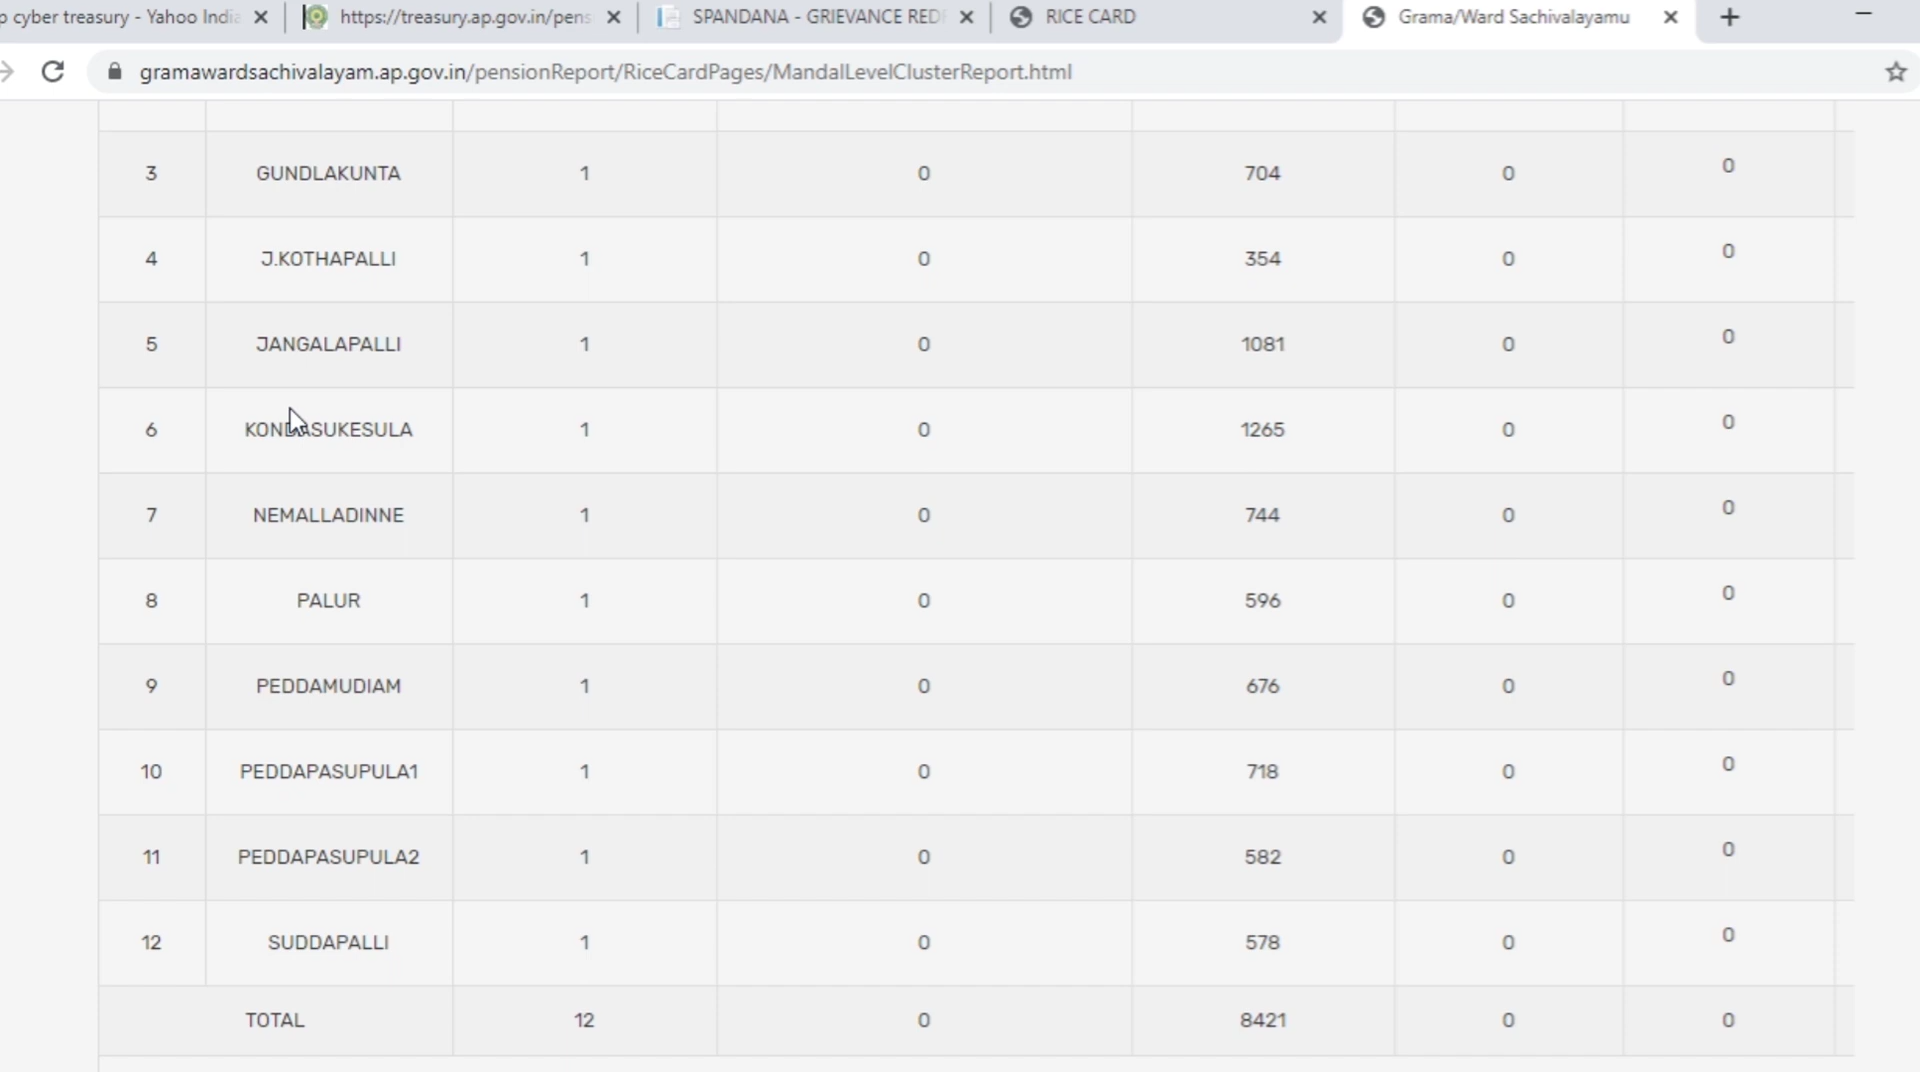 p cyber treasury - Yahoo India
https://treasury.ap.gov.in/pens
SPANDANA - GRIEVANCE REDR
RICE CARD
Grama/Ward Sachivalayamu
gramawardsachivalayam.ap.gov.in/pensionReport/RiceCardPages/MandalLevelClusterReport.html
3 GUNDLAKUNTA 1 0 704 0 0
4 J.KOTHAPALLI 1 0 354 0 0
5 JANGALAPALLI 1 0 1081 0 0
6 KONDASUKESULA 1 0 1265 0 0
7 NEMALLADINNE 1 0 744 0 0
8 PALUR 1 0 596 0 0
9 PEDDAMUDIAM 1 0 676 0 0
10 PEDDAPASUPULA1 1 0 718 0 0
11 PEDDAPASUPULA2 1 0 582 0 0
12 SUDDAPALLI 1 0 578 0 0
TOTAL 12 0 8421 0 0